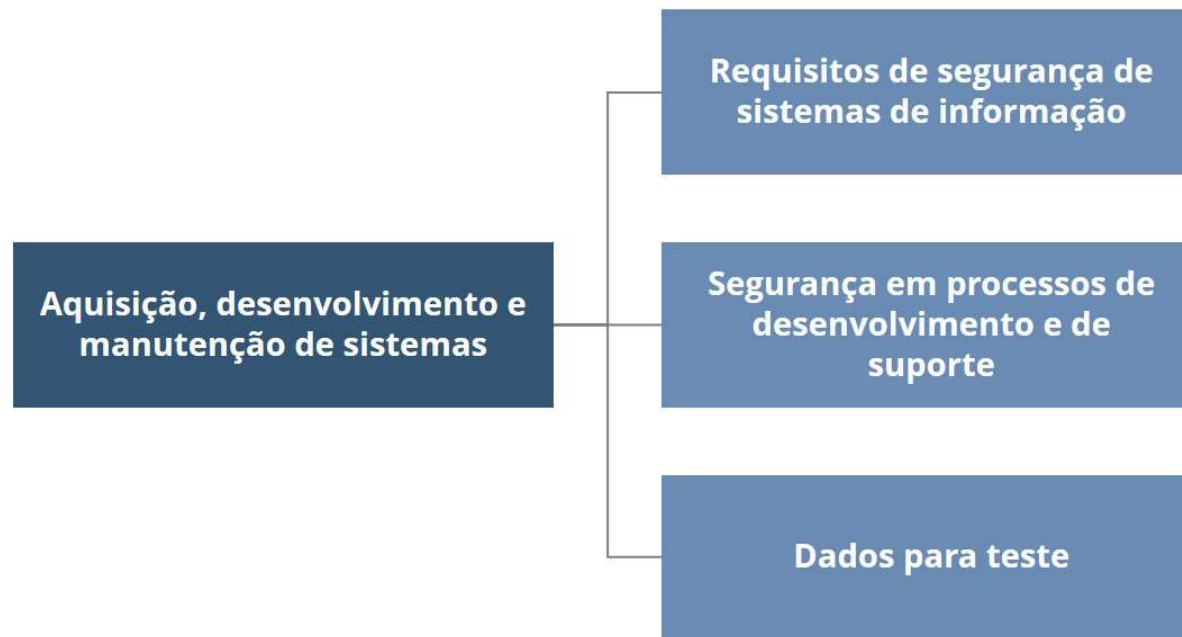 Requisitos de segurança de
sistemas de informação
Aquisição, desenvolvimento e
manutenção de sistemas
Segurança em processos de
desenvolvimento e de
suporte
Dados para teste